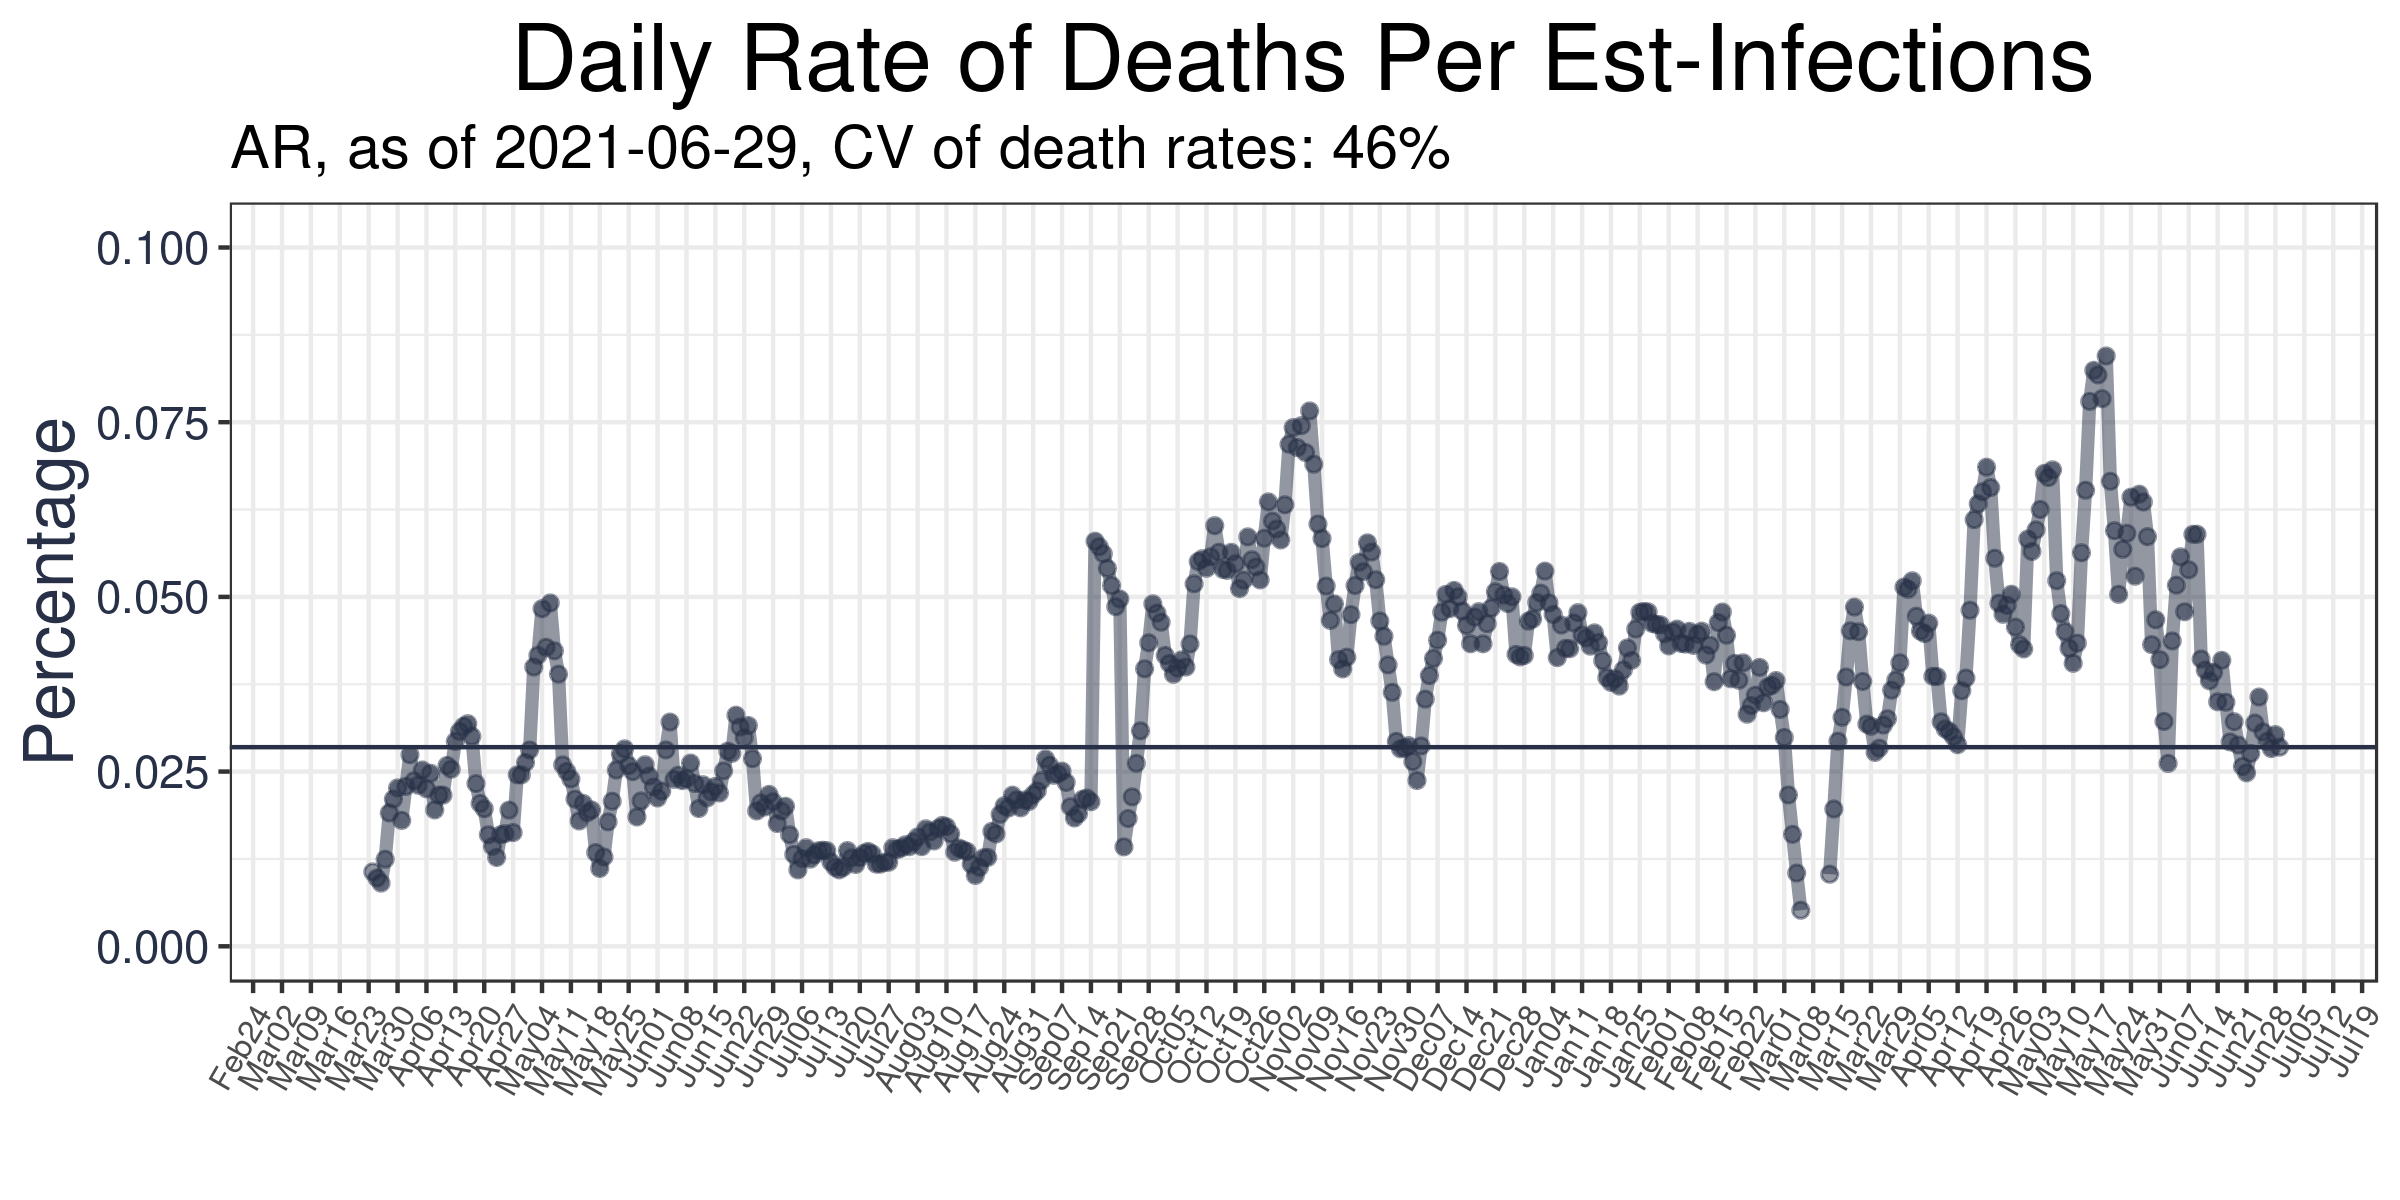 Daily Rate of Deaths Per Est-Infections
AR, as of 2021-06-29, CV of death rates: 46%
Percentage
0.100
0.075
0.050
0.025
0.000
Feb24
Mar02
Mar09
Mar16
Mar23
Mar30
Apr06
Apr13
Apr20
Apr27
May04
May11
May18
May25
Jun01
Jun08
Jun15
Jun22
Jun29
Jul06
Jul13
Jul20
Jul27
Aug03
Aug10
Aug17
Aug24
Aug31
Sep07
Sep14
Sep21
Sep28
Oct05
Oct12
Oct19
Oct26
Nov02
Nov09
Nov16
Nov23
Nov30
Dec07
Dec14
Dec21
Dec28
Jan04
Jan11
Jan18
Jan25
Feb01
Feb08
Feb15
Feb22
Mar01
Mar08
Mar15
Mar22
Mar29
Apr05
Apr12
Apr19
Apr26
May03
May10
May17
May24
May31
Jun07
Jun14
Jun21
Jun28
Jul05
Jul12
Jul19